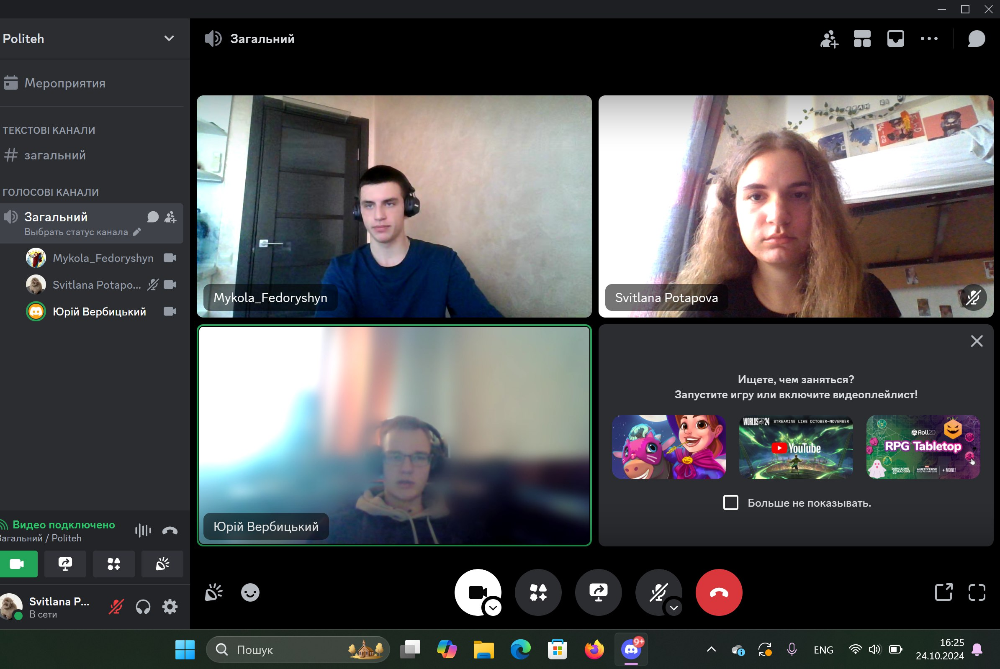 Politeh
Мероприятия
ТЕКСТОВІ КАНАЛИ
загальний
ГОЛОСОВІ КАНАЛИ
Загальний
Выбрать статус канала
Mykola_Fedoryshyn
Svitlana Potapo...
Юрій Вербицький
Видео подключено
Загальний / Politeh
Svitlana P...
В сети
Загальний
Mykola_Fedoryshyn
Svitlana Potapova
Юрій Вербицький
Ищете, чем заняться?
Запустите игру или включите видеоплейлист!
WORLDS 24 STREAMING LIVE OCTOBER–NOVEMBER
YouTube
Roll20
RPG Tabletop
DUNGEONS & DRAGONS MULTIVERSE + MORE!
Больше не показывать.
Пошук
9+
ENG
16:25
24.10.2024